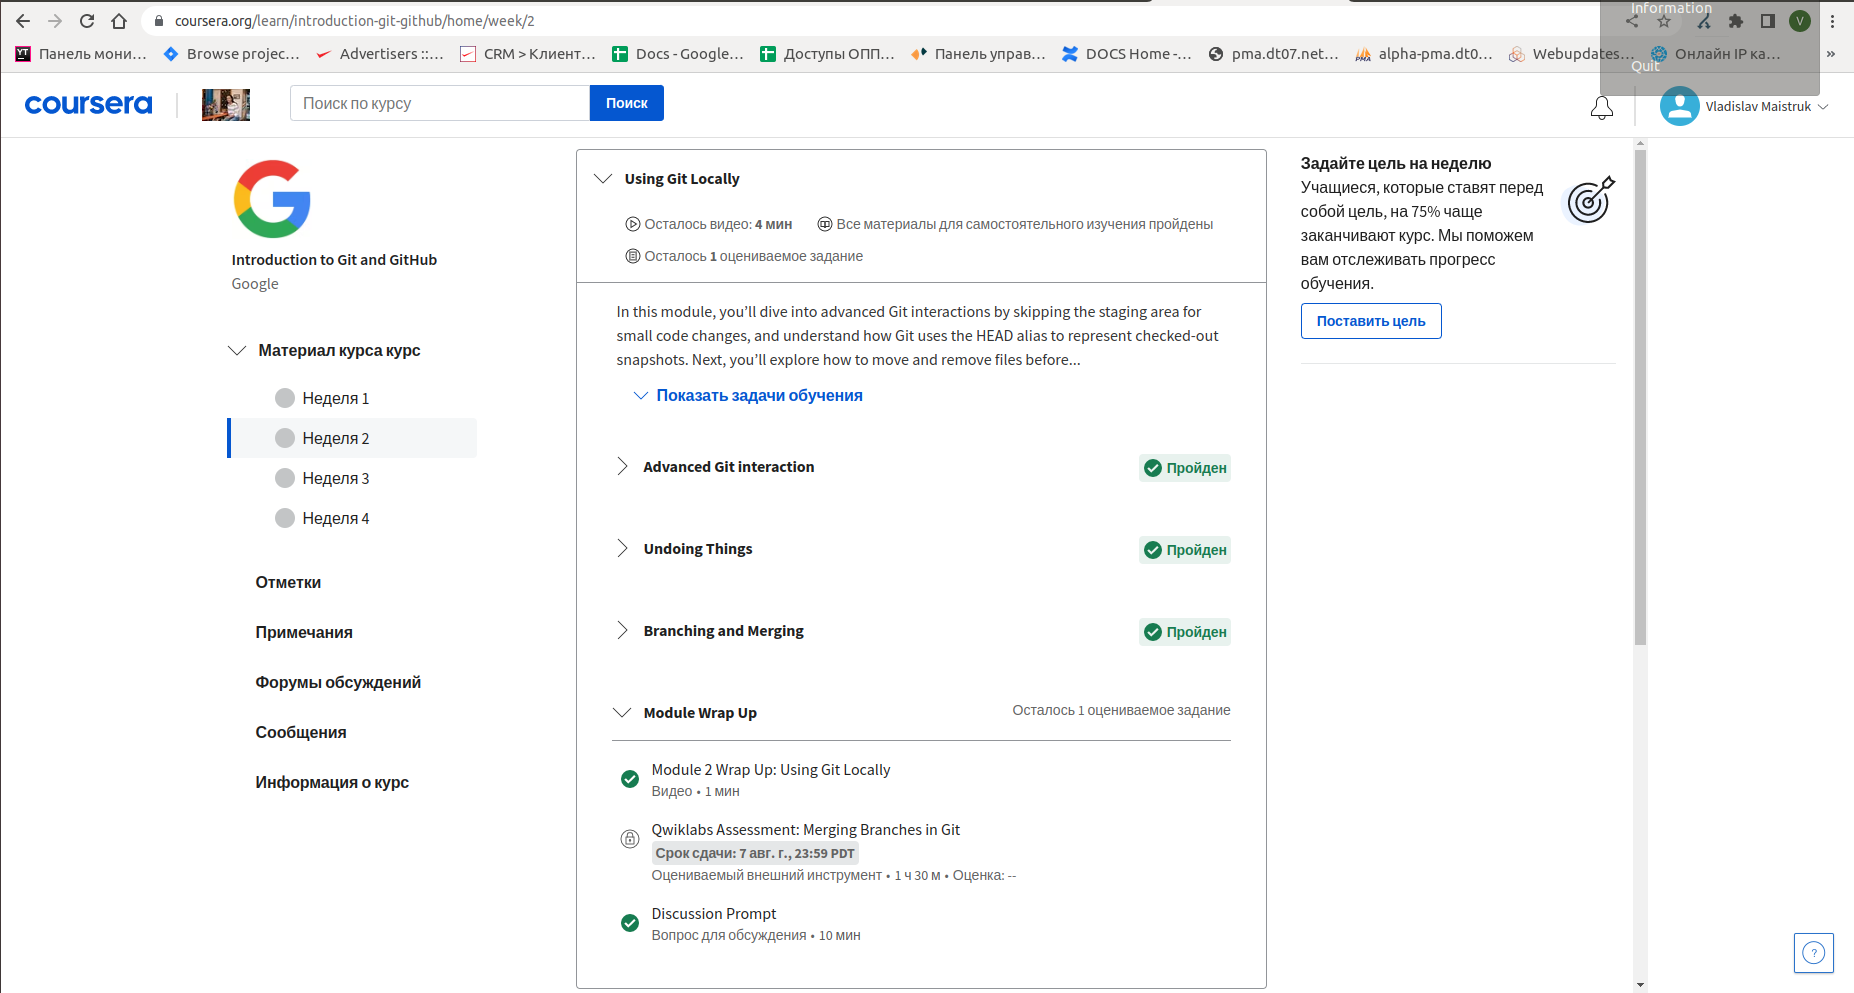 coursera.org/learn/introduction-git-github/home/week/2
Information
Quit
V
Панель мони...
Browse projec...
Advertisers ::...
CRM > Клиент...
Docs - Google...
Доступы ОПП...
Панель управ...
DOCS Home -...
pma.dt07.net...
alpha-pma.dt0...
Webupdates...
Онлайн IP ка...
»
coursera
Поиск по курсу
Поиск
Vladislav Maistruk
Introduction to Git and GitHub
Google
Материал курса курс
Неделя 1
Неделя 2
Неделя 3
Неделя 4
Отметки
Примечания
Форумы обсуждений
Сообщения
Информация о курс
Using Git Locally
Осталось видео: 4 мин
Все материалы для самостоятельного изучения пройдены
Осталось 1 оцениваемое задание
In this module, you’ll dive into advanced Git interactions by skipping the staging area for
small code changes, and understand how Git uses the HEAD alias to represent checked-out
snapshots. Next, you’ll explore how to move and remove files before...
Показать задачи обучения
Advanced Git interaction
Пройден
Undoing Things
Пройден
Branching and Merging
Пройден
Module Wrap Up
Осталось 1 оцениваемое задание
Module 2 Wrap Up: Using Git Locally
Видео • 1 мин
Qwiklabs Assessment: Merging Branches in Git
Срок сдачи: 7 авг. г., 23:59 PDT
Оцениваемый внешний инструмент • 1 ч 30 м • Оценка: --
Discussion Prompt
Вопрос для обсуждения • 10 мин
Задайте цель на неделю
Учащиеся, которые ставят перед
собой цель, на 75% чаще
заканчивают курс. Мы поможем
вам отслеживать прогресс
обучения.
Поставить цель
?